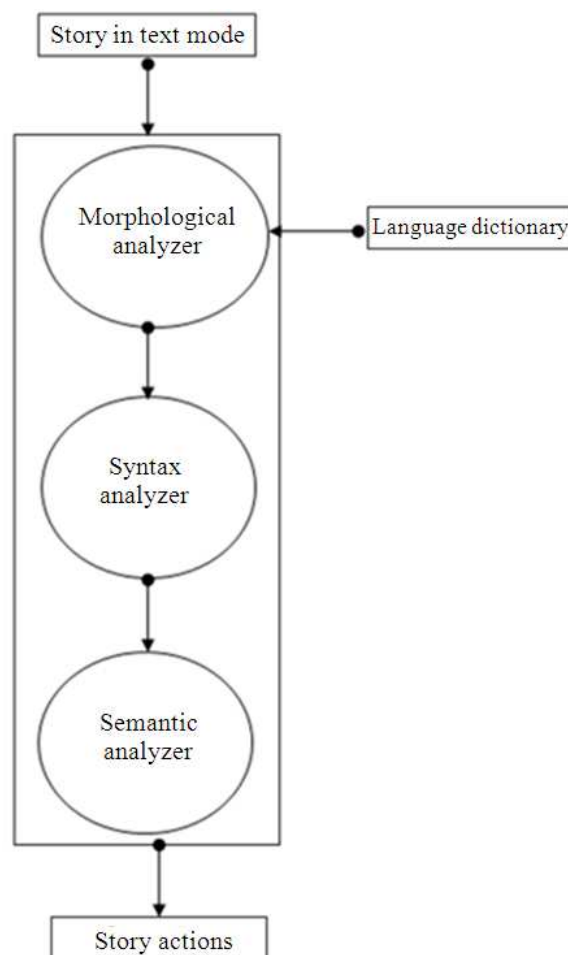 Story in text mode
Morphological
analyzer
Language dictionary
Syntax
analyzer
Semantic
analyzer
Story actions